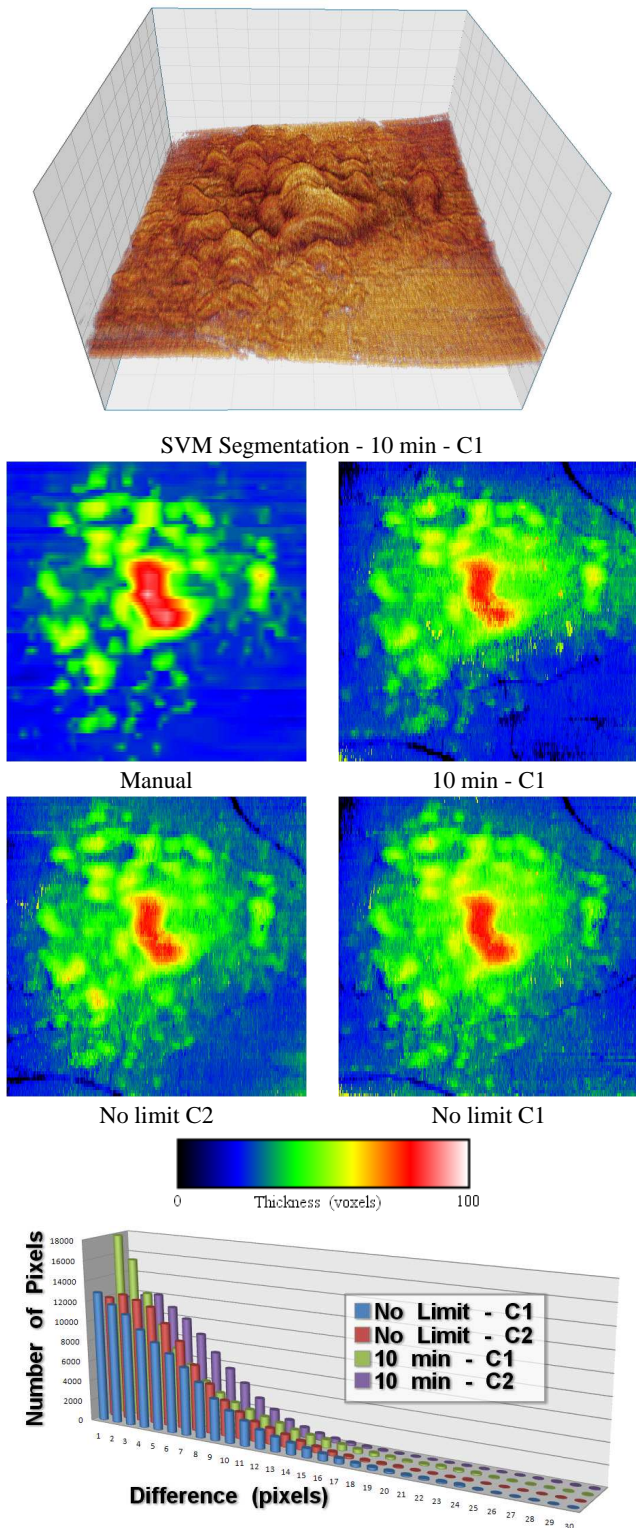 SVM Segmentation - 10 min - C1
Manual
10 min - C1
No limit C2
No limit C1
0 Thickness (voxels) 100
18000
16000
14000
12000
10000
8000
6000
4000
2000
0
Number of Pixels
No Limit - C1
No Limit - C2
10 min - C1
10 min - C2
1 2 3 4 5 6 7 8 9 10 11 12 13 14 15 16 17 18 19 20 21 22 23 24 25 26 27 28 29 30
Difference (pixels)